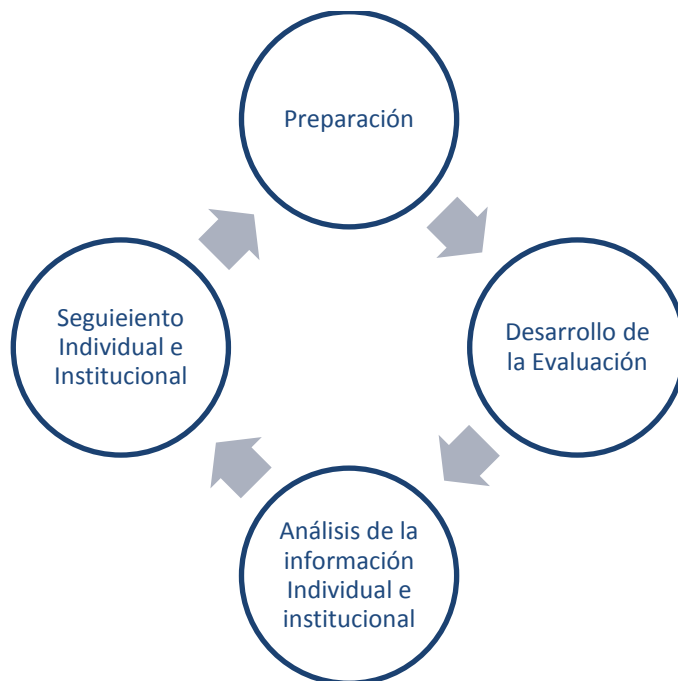 Preparación
Desarrollo de
la Evaluación
Análisis de la
información
Individual e
institucional
Seguieiento
Individual e
Institucional